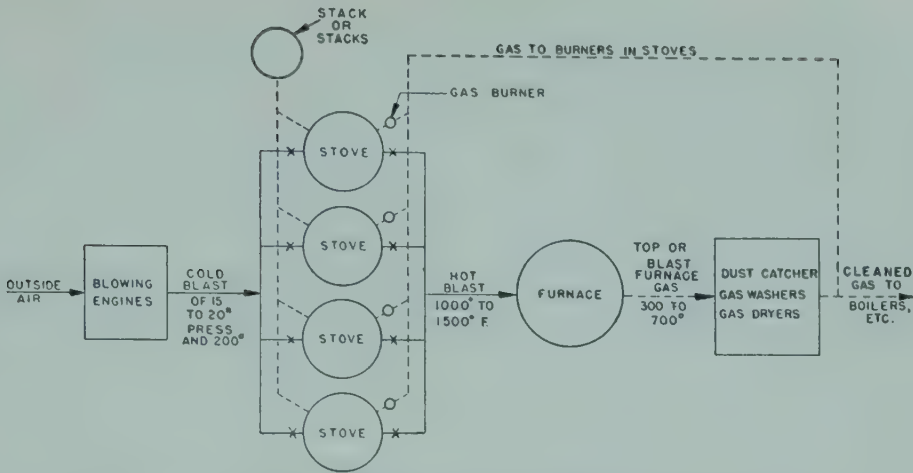 STACK
OR
STACKS
GAS TO BURNERS IN STOVES
GAS BURNER
STOVE
STOVE
STOVE
STOVE
OUTSIDE
AIR
BLOWING
ENGINES
COLD
BLAST
OF 15
TO 20#
PRESS
AND 200°
HOT
BLAST
1000° TO
1500° F.
FURNACE
TOP OR
BLAST
FURNACE
GAS
300 TO
700°
DUST CATCHER
GAS WASHERS
GAS DRYERS
CLEANED
GAS TO
BOILERS,
ETC.